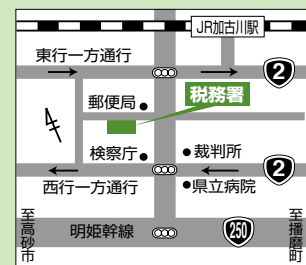 JR加古川駅
東行一方通行
2
郵便局
税務署
検察庁
裁判所
2
西行一方通行
県立病院
至高砂市
明姫幹線
250
至播磨町